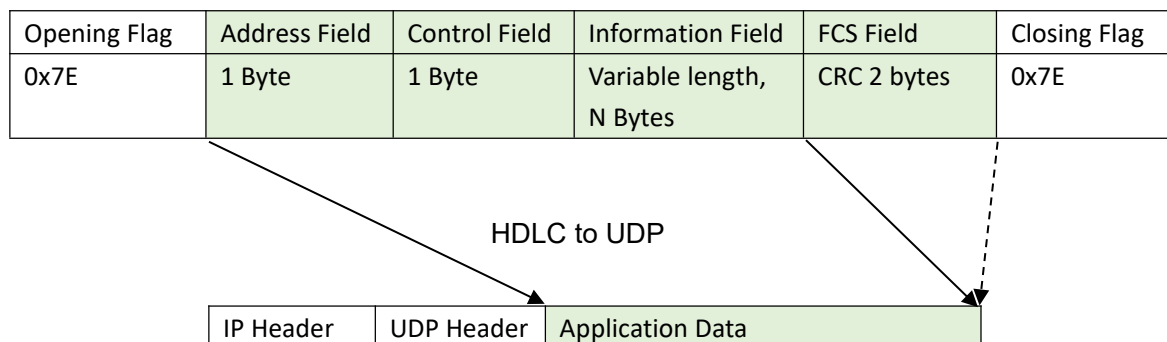 Opening Flag Address Field Control Field Information Field FCS Field Closing Flag
0x7E 1 Byte 1 Byte Variable length, CRC 2 bytes 0x7E
N Bytes
HDLC to UDP
IP Header UDP Header Application Data